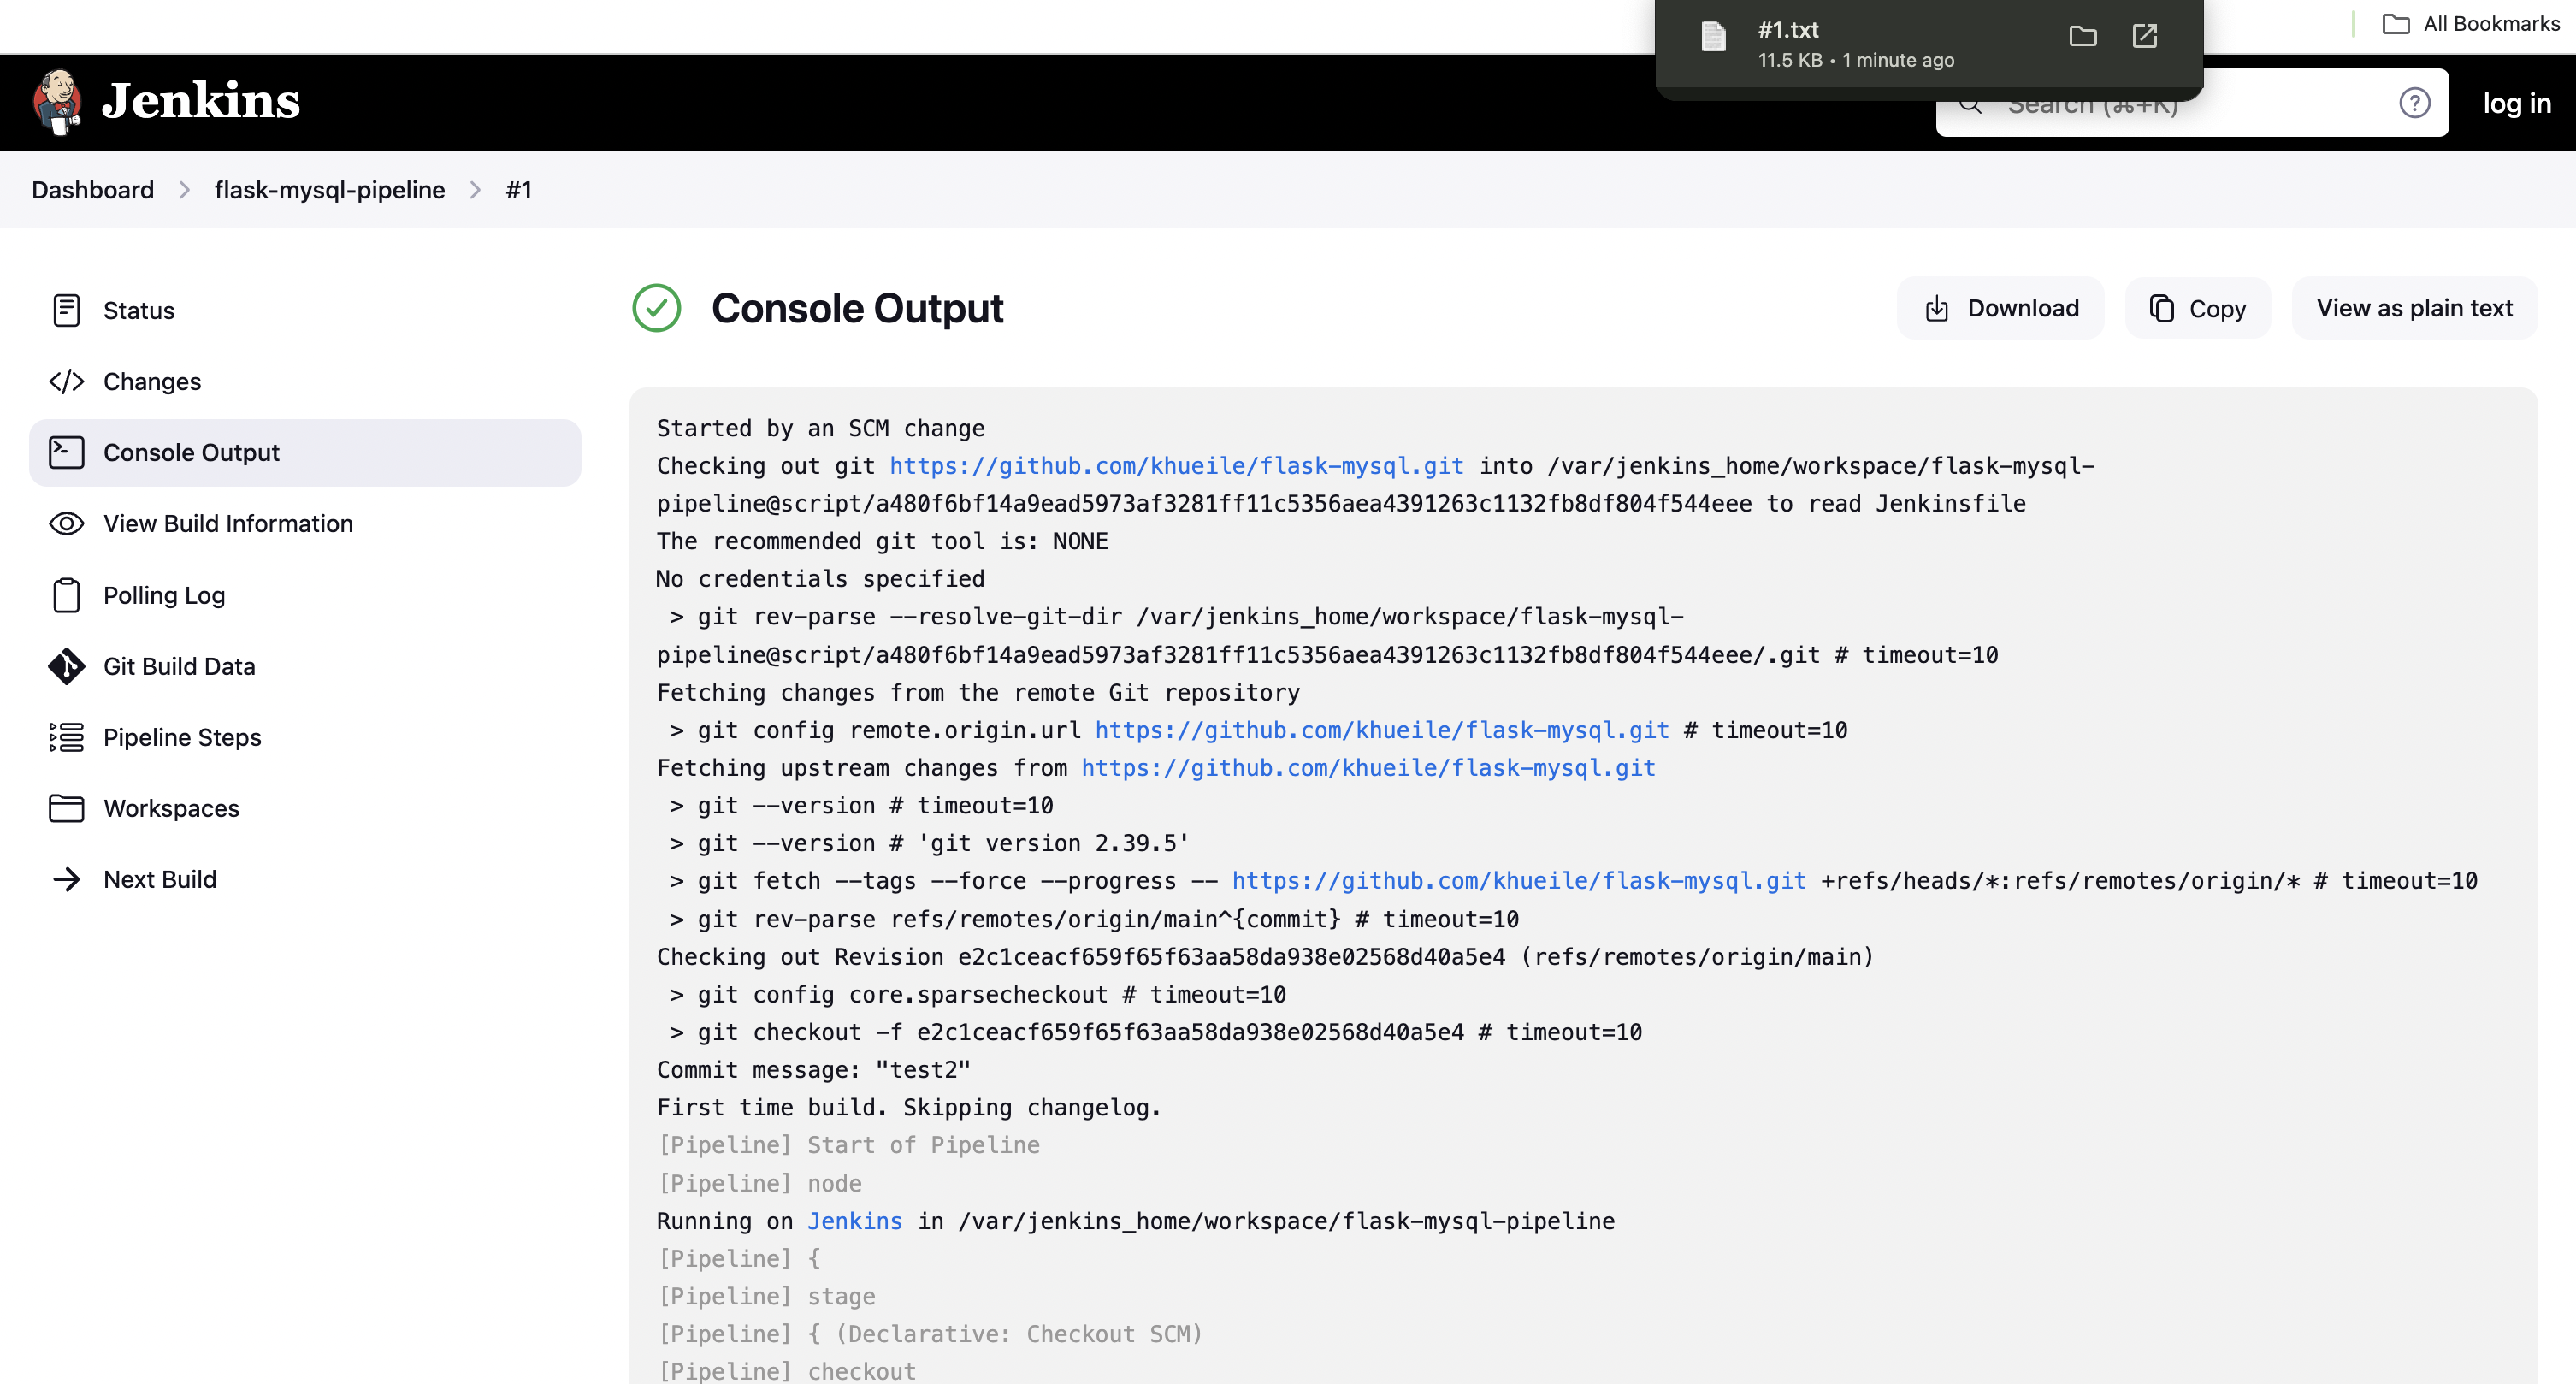 All Bookmarks
#1.txt
11.5 KB • 1 minute ago
Jenkins
Search (⌘+K)
log in
Dashboard
flask-mysql-pipeline
#1
Status
Changes
Console Output
View Build Information
Polling Log
Git Build Data
Pipeline Steps
Workspaces
Next Build
Console Output
Download
Copy
View as plain text
Started by an SCM change
Checking out git https://github.com/khueile/flask-mysql.git into /var/jenkins_home/workspace/flask-mysql-
pipeline@script/a480f6bf14a9ead5973af3281ff11c5356aea4391263c1132fb8df804f544eee to read Jenkinsfile
The recommended git tool is: NONE
No credentials specified
> git rev-parse --resolve-git-dir /var/jenkins_home/workspace/flask-mysql-
pipeline@script/a480f6bf14a9ead5973af3281ff11c5356aea4391263c1132fb8df804f544eee/.git # timeout=10
Fetching changes from the remote Git repository
> git config remote.origin.url https://github.com/khueile/flask-mysql.git # timeout=10
Fetching upstream changes from https://github.com/khueile/flask-mysql.git
> git --version # timeout=10
> git --version # 'git version 2.39.5'
> git fetch --tags --force --progress -- https://github.com/khueile/flask-mysql.git +refs/heads/*:refs/remotes/origin/* # timeout=10
> git rev-parse refs/remotes/origin/main^{commit} # timeout=10
Checking out Revision e2c1ceacf659f65f63aa58da938e02568d40a5e4 (refs/remotes/origin/main)
> git config core.sparsecheckout # timeout=10
> git checkout -f e2c1ceacf659f65f63aa58da938e02568d40a5e4 # timeout=10
Commit message: "test2"
First time build. Skipping changelog.
[Pipeline] Start of Pipeline
[Pipeline] node
Running on Jenkins in /var/jenkins_home/workspace/flask-mysql-pipeline
[Pipeline] {
[Pipeline] stage
[Pipeline] { (Declarative: Checkout SCM)
[Pipeline] checkout